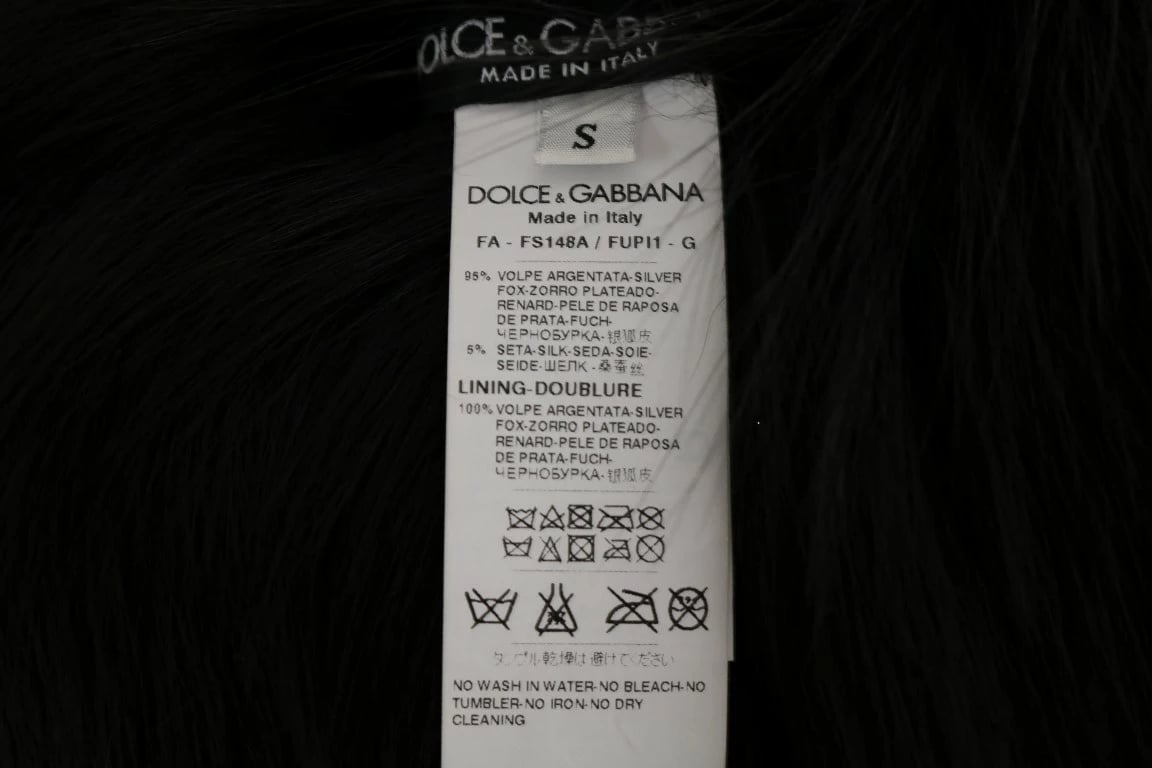 OLCE & GABB
MADE IN ITALY
S
DOLCE & GABBANA
Made in Italy
FA - FS148A / FUPI1 - G
95% VOLPE ARGENTATA-SILVER
FOX-ZORRO PLATEADO-
RENARD-PELE DE RAPOSA
DE PRATA-FUCH-
ЧЕРНОБУРКА-银狐皮
5% SETA-SILK-SEDA-SOIE-
SEIDE-ШЕЛК - 桑蚕丝
LINING-DOUBLURE
100% VOLPE ARGENTATA-SILVER
FOX-ZORRO PLATEADO-
RENARD-PELE DE RAPOSA
DE PRATA-FUCH-
ЧЕРНОБУРКА-银狐皮
タンブル乾燥は避けてください
NO WASH IN WATER-NO BLEACH-NO
TUMBLER-NO IRON-NO DRY
CLEANING